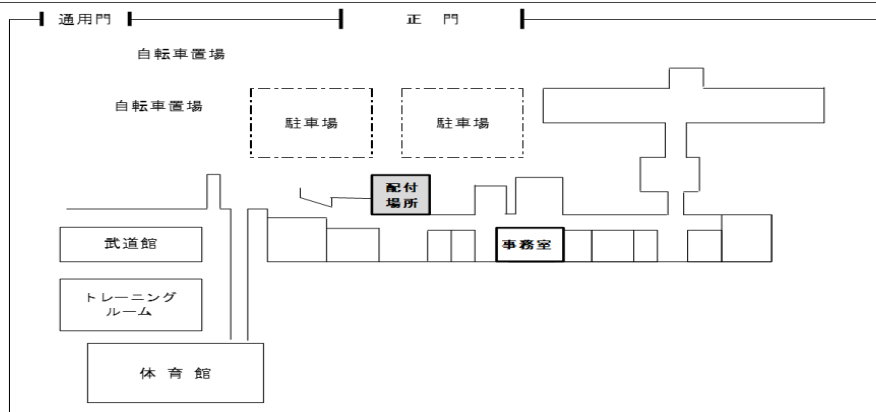 通用門
正 門
自転車置場
自転車置場
駐車場
駐車場
配付
場所
武道館
事務室
トレーニング
ルーム
体 育 館